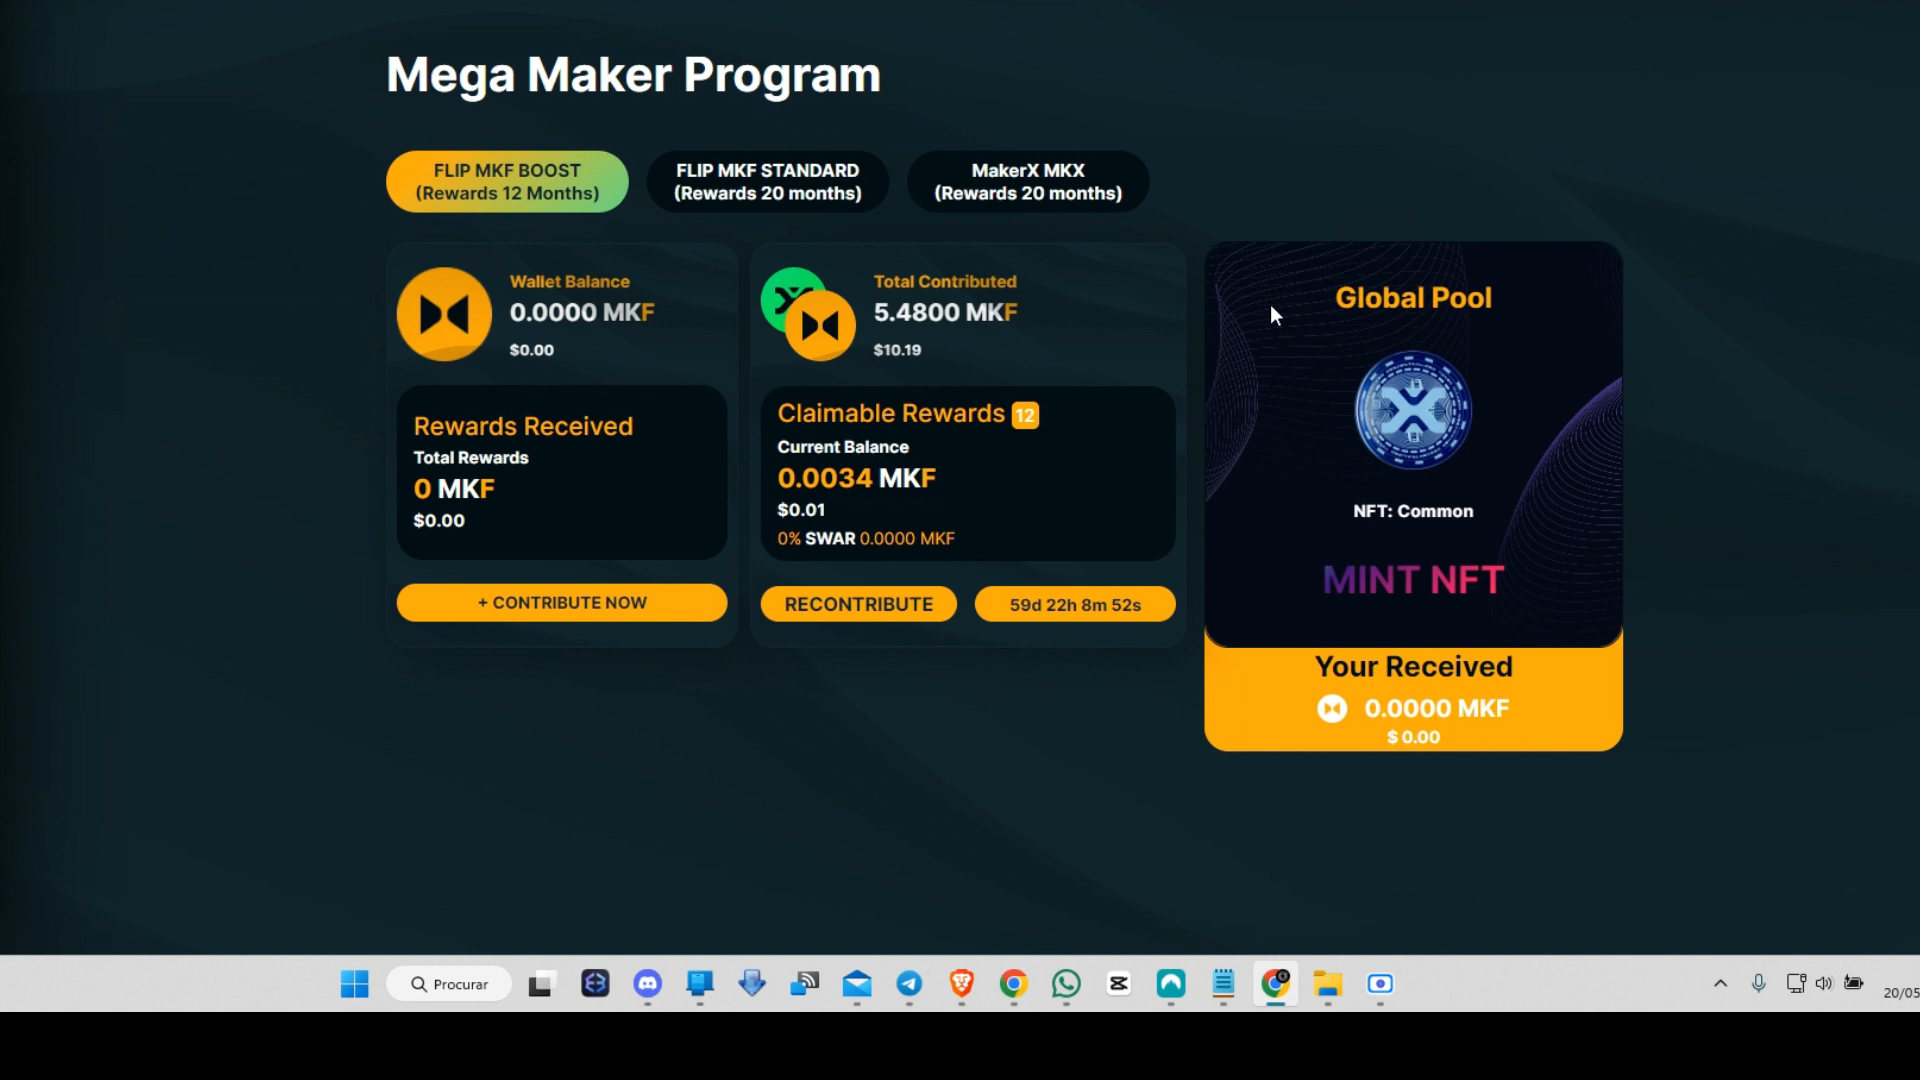 Mega Maker Program
FLIP MKF BOOST
(Rewards 12 Months)
FLIP MKF STANDARD
(Rewards 20 months)
MakerX MKX
(Rewards 20 months)
Wallet Balance
0.0000 MKF
$0.00
Rewards Received
Total Rewards
0 MKF
$0.00
+ CONTRIBUTE NOW
Total Contributed
5.4800 MKF
$10.19
Claimable Rewards 12
Current Balance
0.0034 MKF
$0.01
0% SWAR 0.0000 MKF
RECONTRIBUTE
59d 22h 8m 52s
Global Pool
NFT: Common
MINT NFT
Your Received
0.0000 MKF
$ 0.00
Procurar
20/05